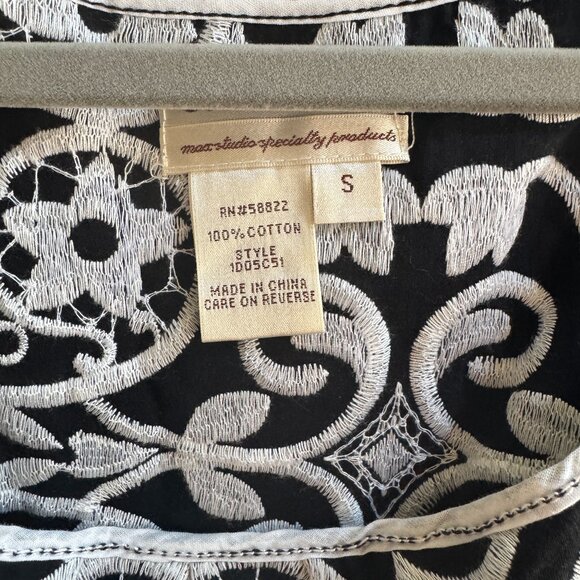 max studio specialty products
S
RN#58822
100% COTTON
STYLE
1D05C51
MADE IN CHINA
CARE ON REVERSE